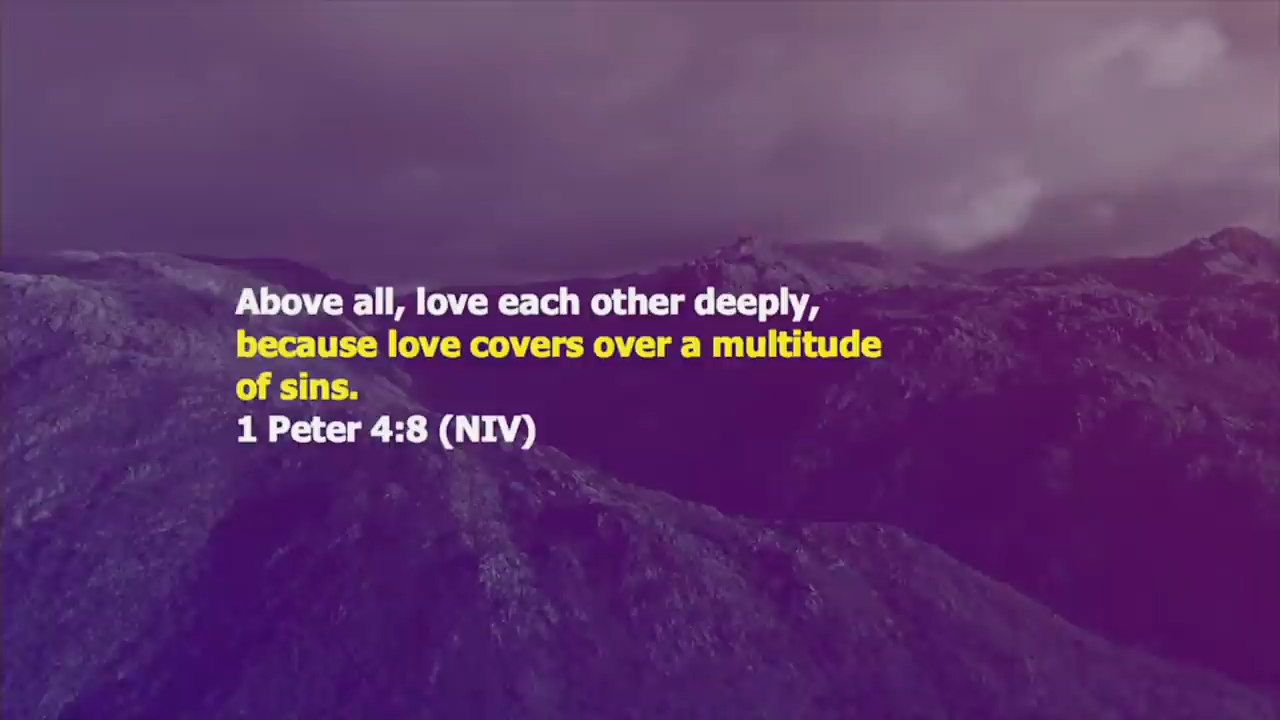 Above all, love each other deeply,
because love covers over a multitude
of sins.
1 Peter 4:8 (NIV)